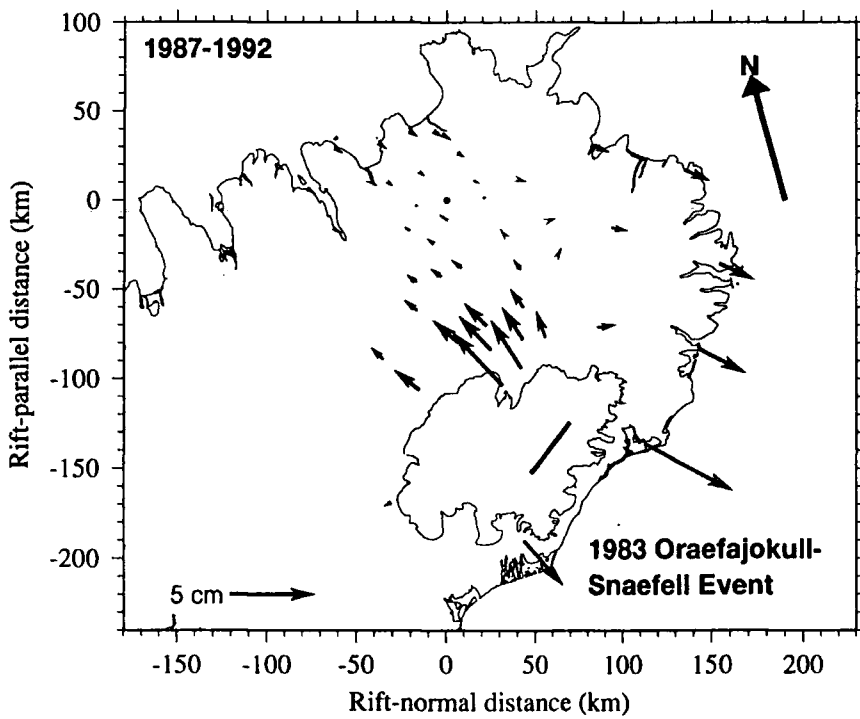 100
1987-1992
N
50
0
-50
-100
-150
-200
Rift-parallel distance (km)
1983 Oraefajokull-
Snaefell Event
5 cm
-150 -100 -50 0 50 100 150 200
Rift-normal distance (km)